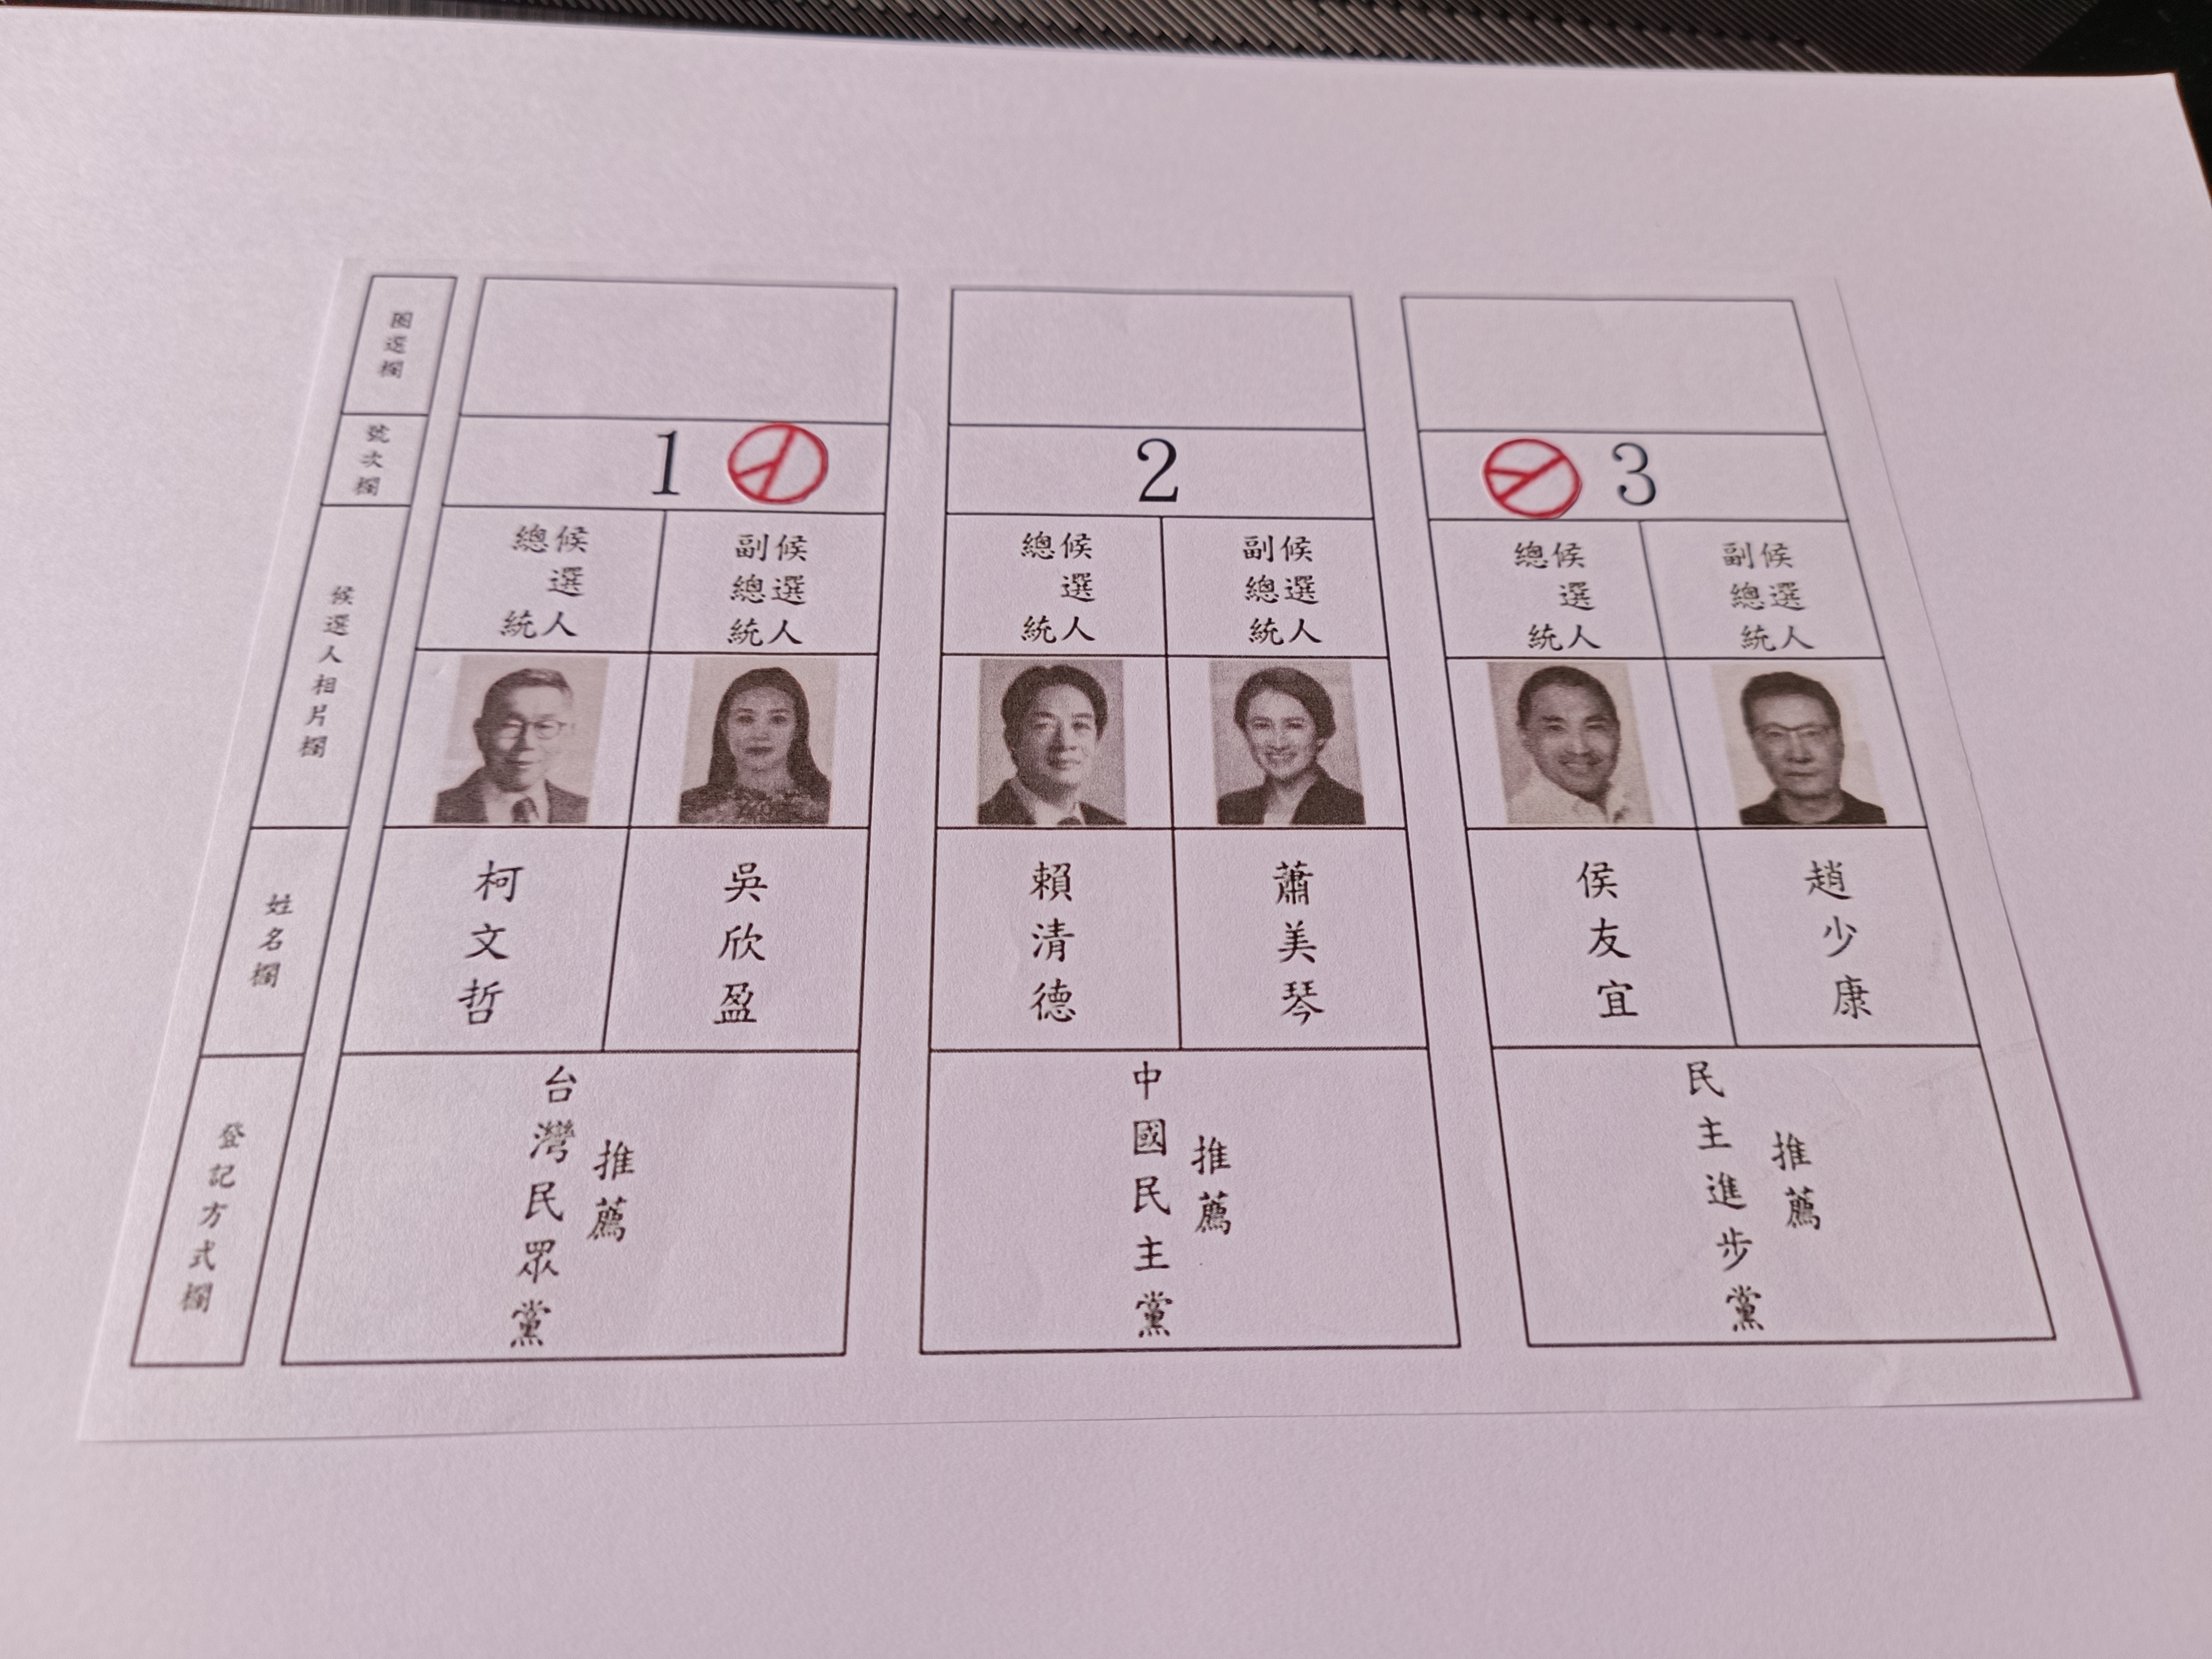 圈選欄
號次欄
候選人相片欄
姓名欄
登記方式欄
1
總統
候選人
副總統
候選人
柯文哲
吳欣盈
台灣民眾黨
推薦
2
總統
候選人
副總統
候選人
賴清德
蕭美琴
中國民主黨
推薦
3
總統
候選人
副總統
候選人
侯友宜
趙少康
民主進步黨
推薦